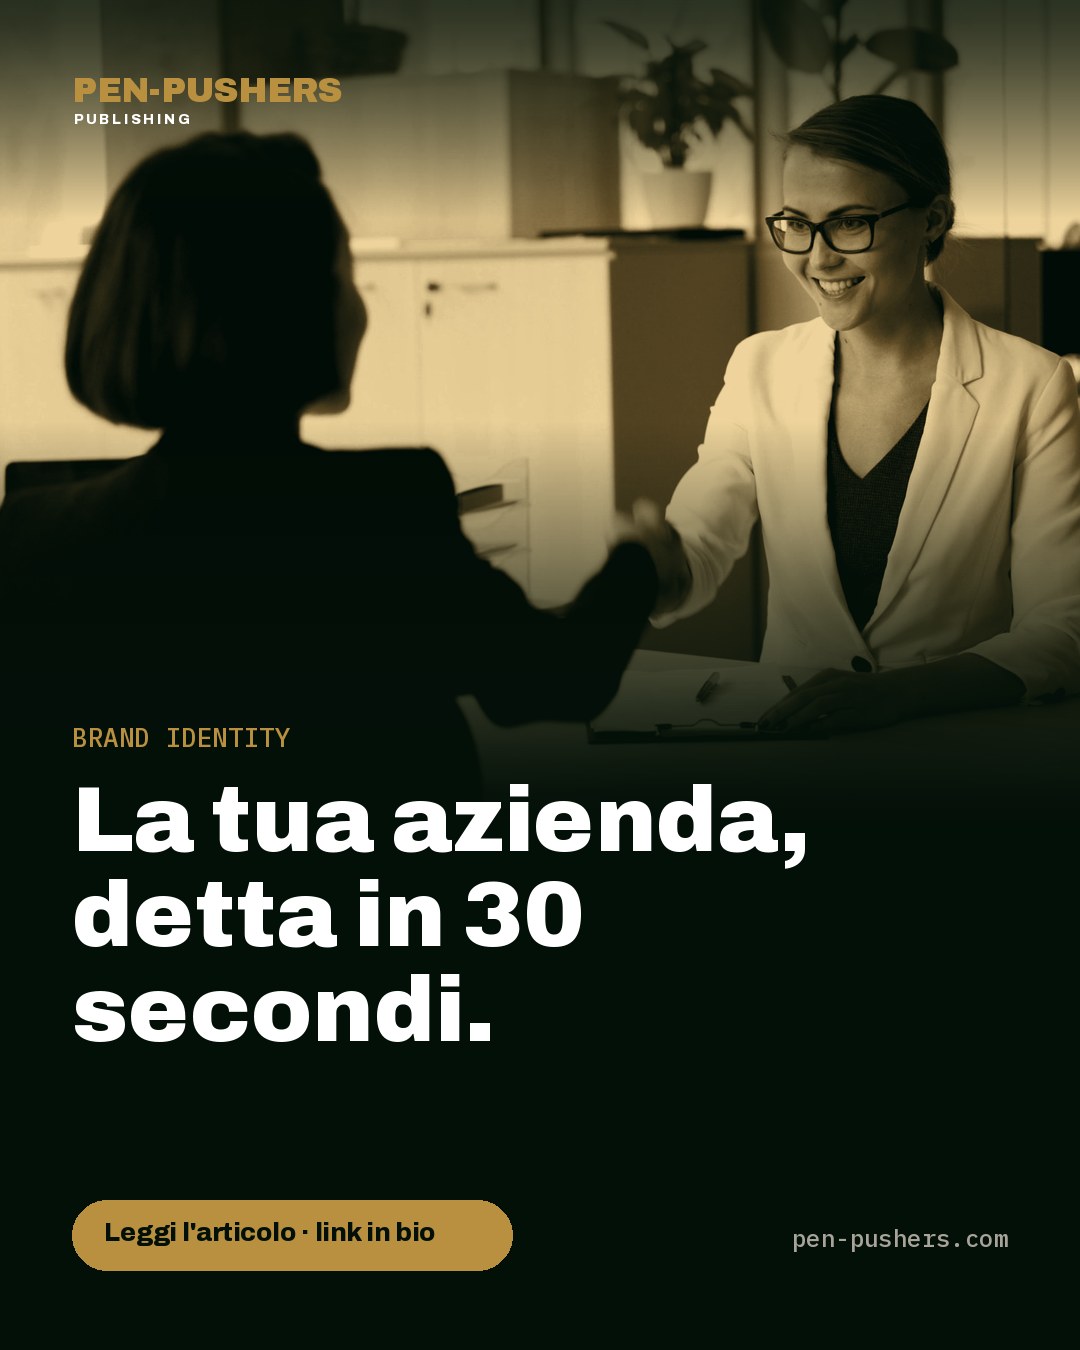 PEN-PUSHERS
PUBLISHING
BRAND IDENTITY
La tua azienda,
detta in 30
secondi.
Leggi l'articolo · link in bio
pen-pushers.com